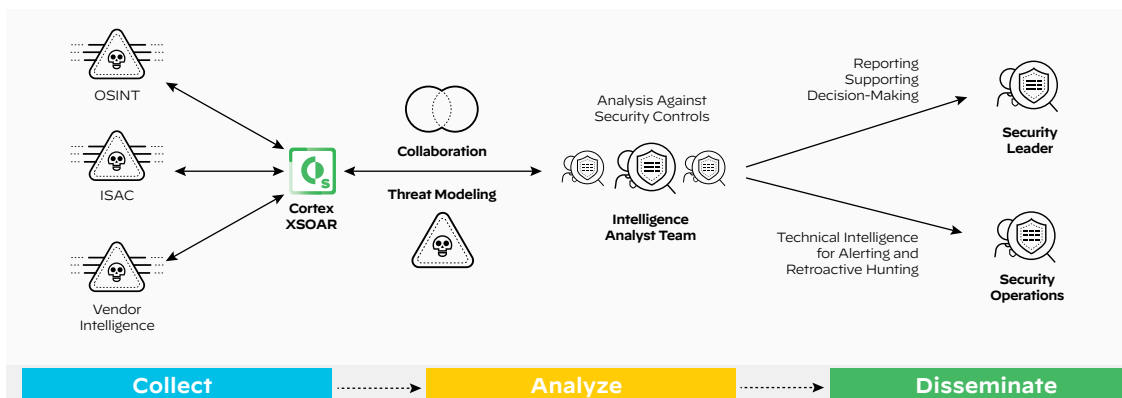 OSINT
ISAC
Vendor
Intelligence
Cortex
XSOAR
Collaboration
Threat Modeling
Analysis Against
Security Controls
Intelligence
Analyst Team
Reporting
Supporting
Decision-Making
Security
Leader
Technical Intelligence
for Alerting and
Retroactive Hunting
Security
Operations
Collect
Analyze
Disseminate